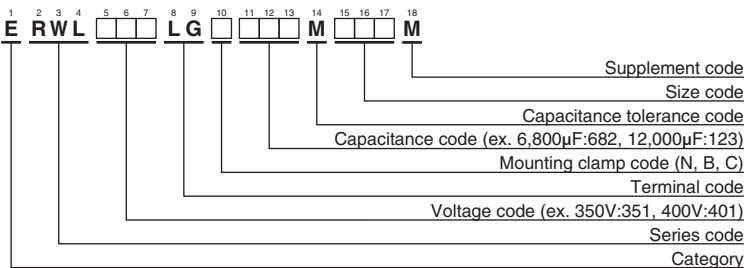 1 2 3 4 5 6 7 8 9 10 11 12 13 14 15 16 17 18
E RWL □□□ LG □ □□□ M □□□ M
Supplement code
Size code
Capacitance tolerance code
Capacitance code (ex. 6,800μF:682, 12,000μF:123)
Mounting clamp code (N, B, C)
Terminal code
Voltage code (ex. 350V:351, 400V:401)
Series code
Category